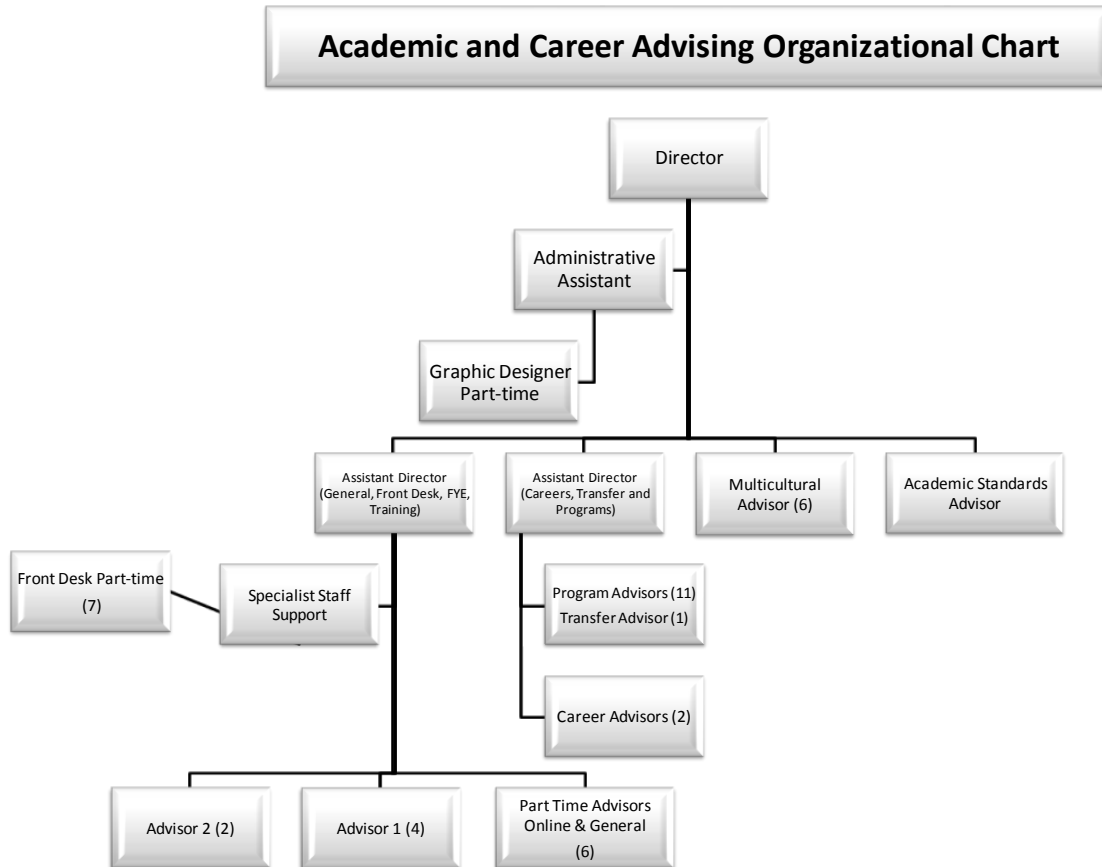 Academic and Career Advising Organizational Chart
Director
Administrative
Assistant
Graphic Designer
Part-time
Assistant Director
(General, Front Desk, FYE,
Training)
Assistant Director
(Careers, Transfer and
Programs)
Multicultural
Advisor (6)
Academic Standards
Advisor
Front Desk Part-time
(7)
Specialist Staff
Support
Program Advisors (11)
Transfer Advisor (1)
Career Advisors (2)
Advisor 2 (2)
Advisor 1 (4)
Part Time Advisors
Online & General
(6)